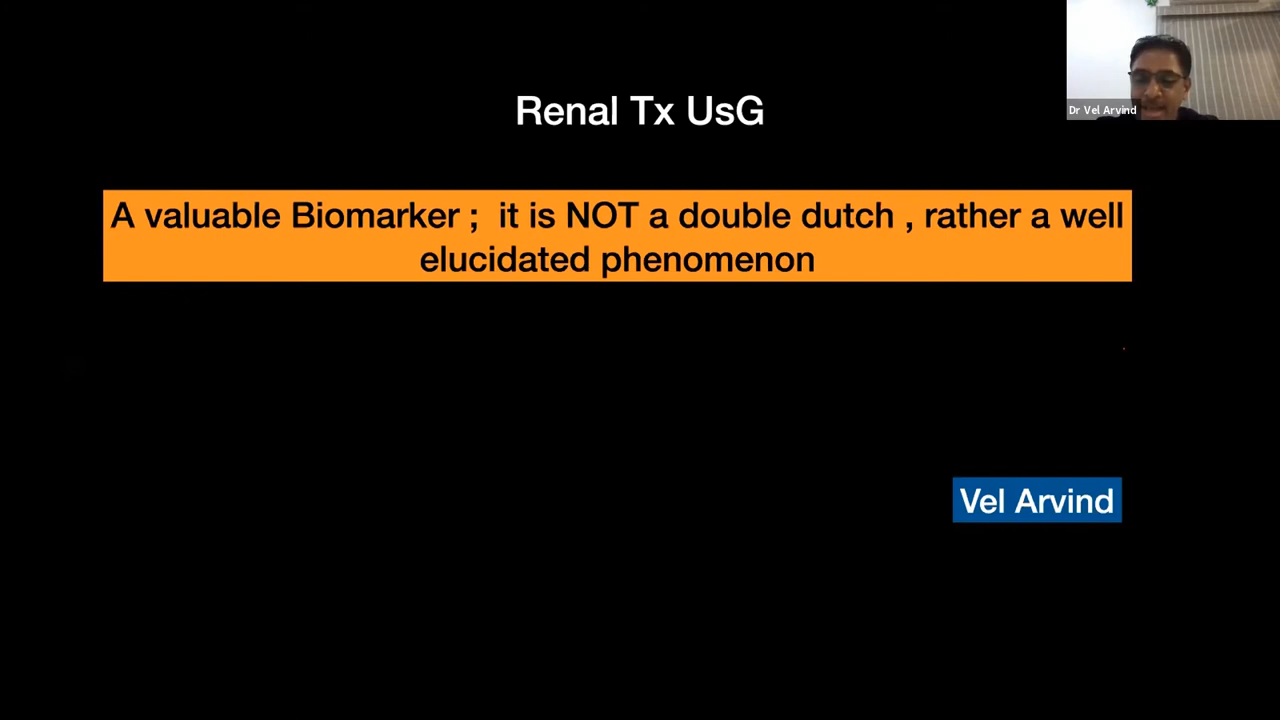 Renal Tx UsG
Dr Vel Arvind
A valuable Biomarker ;  it is NOT a double dutch , rather a well
elucidated phenomenon
Vel Arvind